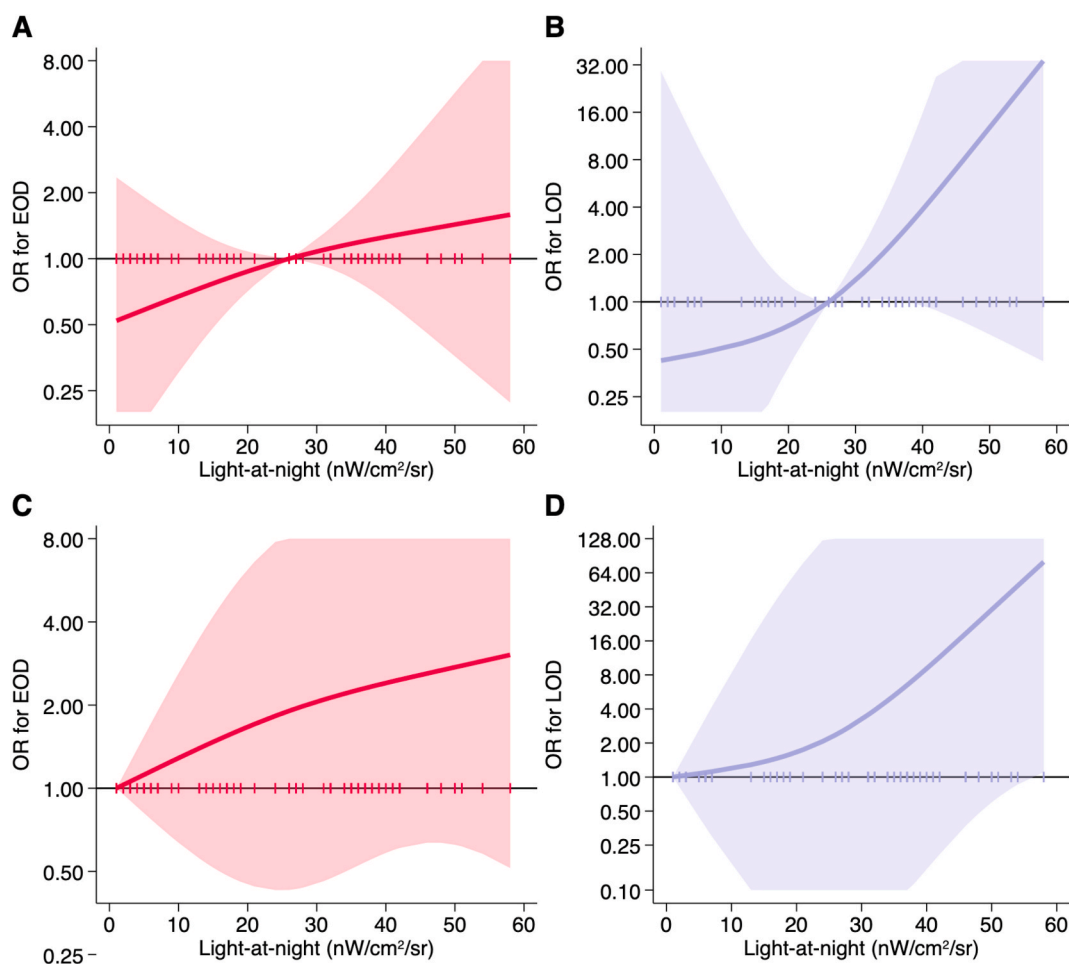 A
OR for EOD
8.00
4.00
2.00
1.00
0.50
0.25
0 10 20 30 40 50 60
Light-at-night (nW/cm²/sr)
B
OR for LOD
32.00
16.00
8.00
4.00
2.00
1.00
0.50
0.25
0 10 20 30 40 50 60
Light-at-night (nW/cm²/sr)
C
OR for EOD
8.00
4.00
2.00
1.00
0.50
0.25
0 10 20 30 40 50 60
Light-at-night (nW/cm²/sr)
D
OR for LOD
128.00
64.00
32.00
16.00
8.00
4.00
2.00
1.00
0.50
0.25
0.10
0 10 20 30 40 50 60
Light-at-night (nW/cm²/sr)